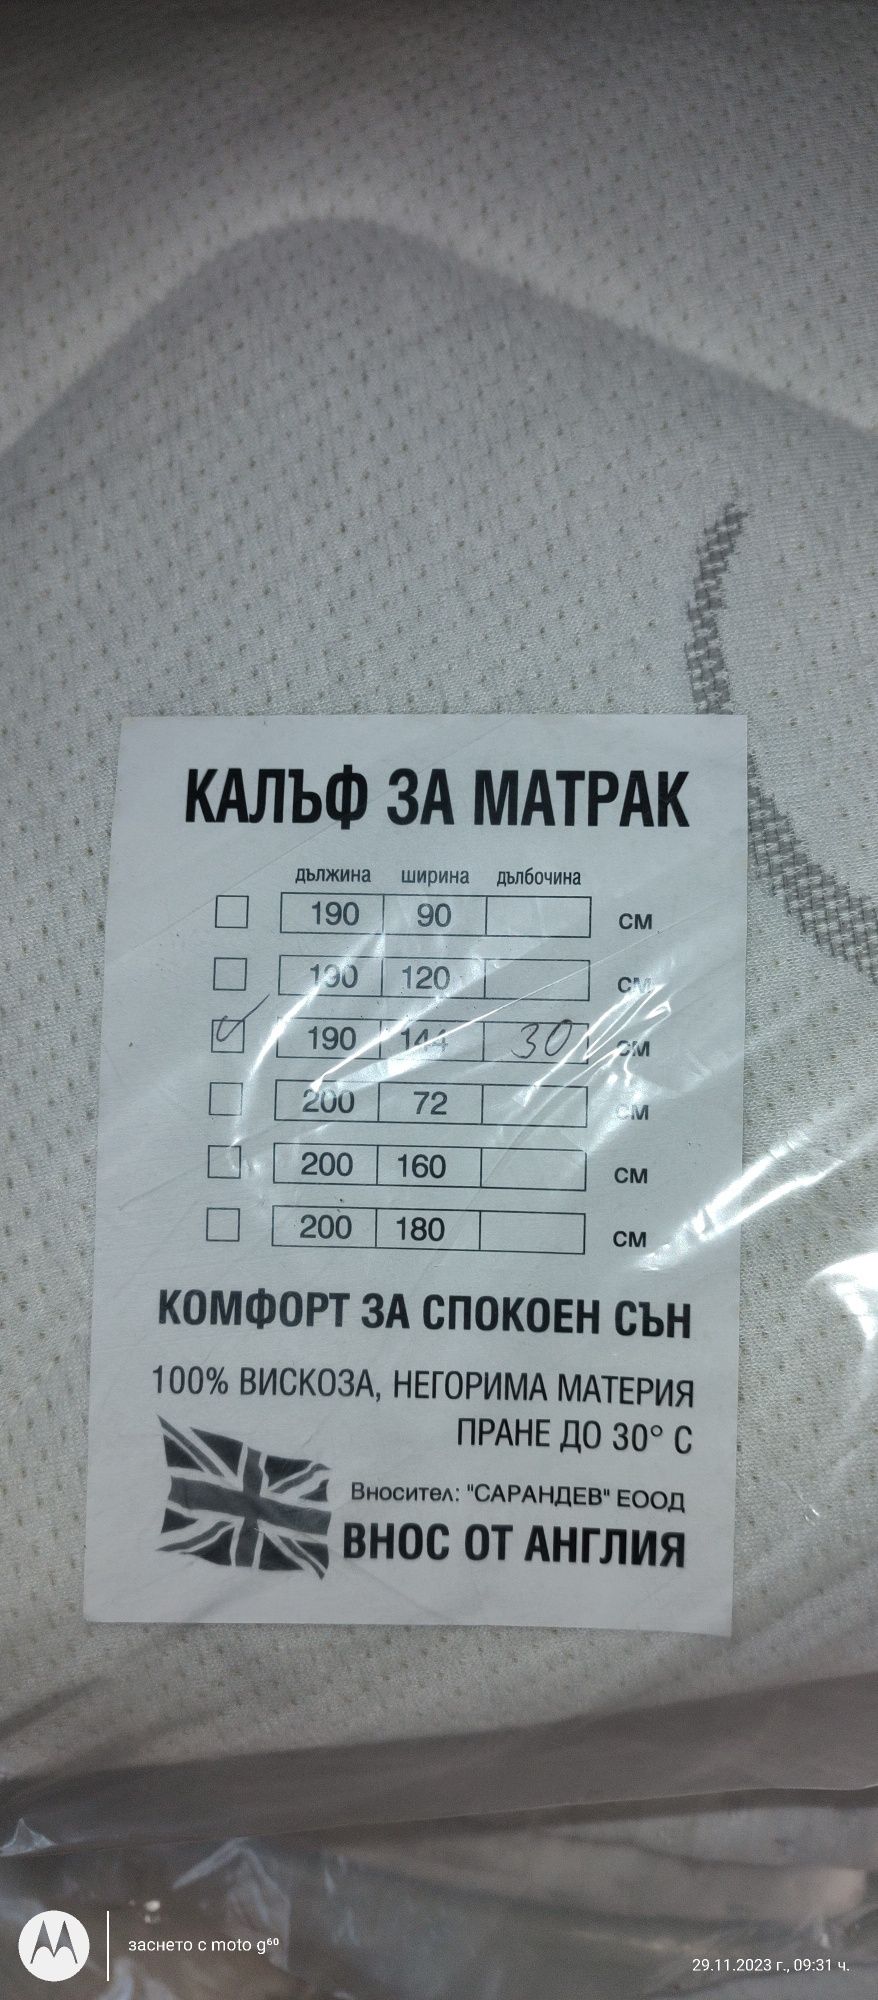 КАЛЪФ ЗА МАТРАК
дължина ширина дълбочина
190 90 см
190 120 см
190 144 30 см
200 72 см
200 160 см
200 180 см
КОМФОРТ ЗА СПОКОЕН СЪН
100% ВИСКОЗА, НЕГОРИМА МАТЕРИЯ
ПРАНЕ ДО 30° С
Вносител: "САРАНДЕВ" ЕООД
ВНОС ОТ АНГЛИЯ
заснето с moto g⁶⁰
29.11.2023 г., 09:31 ч.